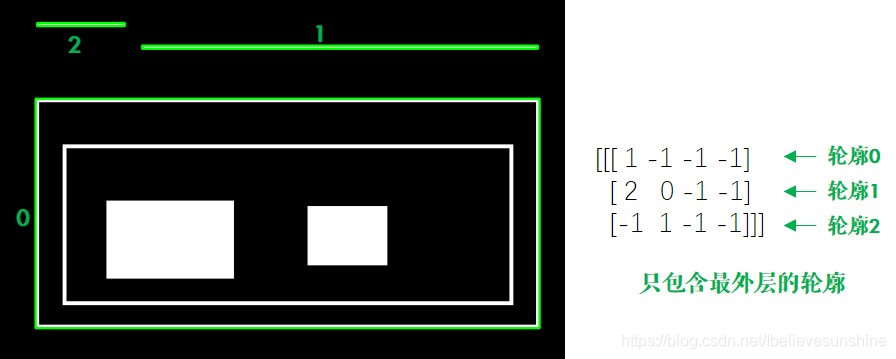 2
1
0
[[[ 1 -1 -1 -1] 轮廓0
[ 2 0 -1 -1] 轮廓1
[-1 1 -1 -1]]] 轮廓2
只包含最外层的轮廓
https://blog.csdn.net/Ibelievesunshine